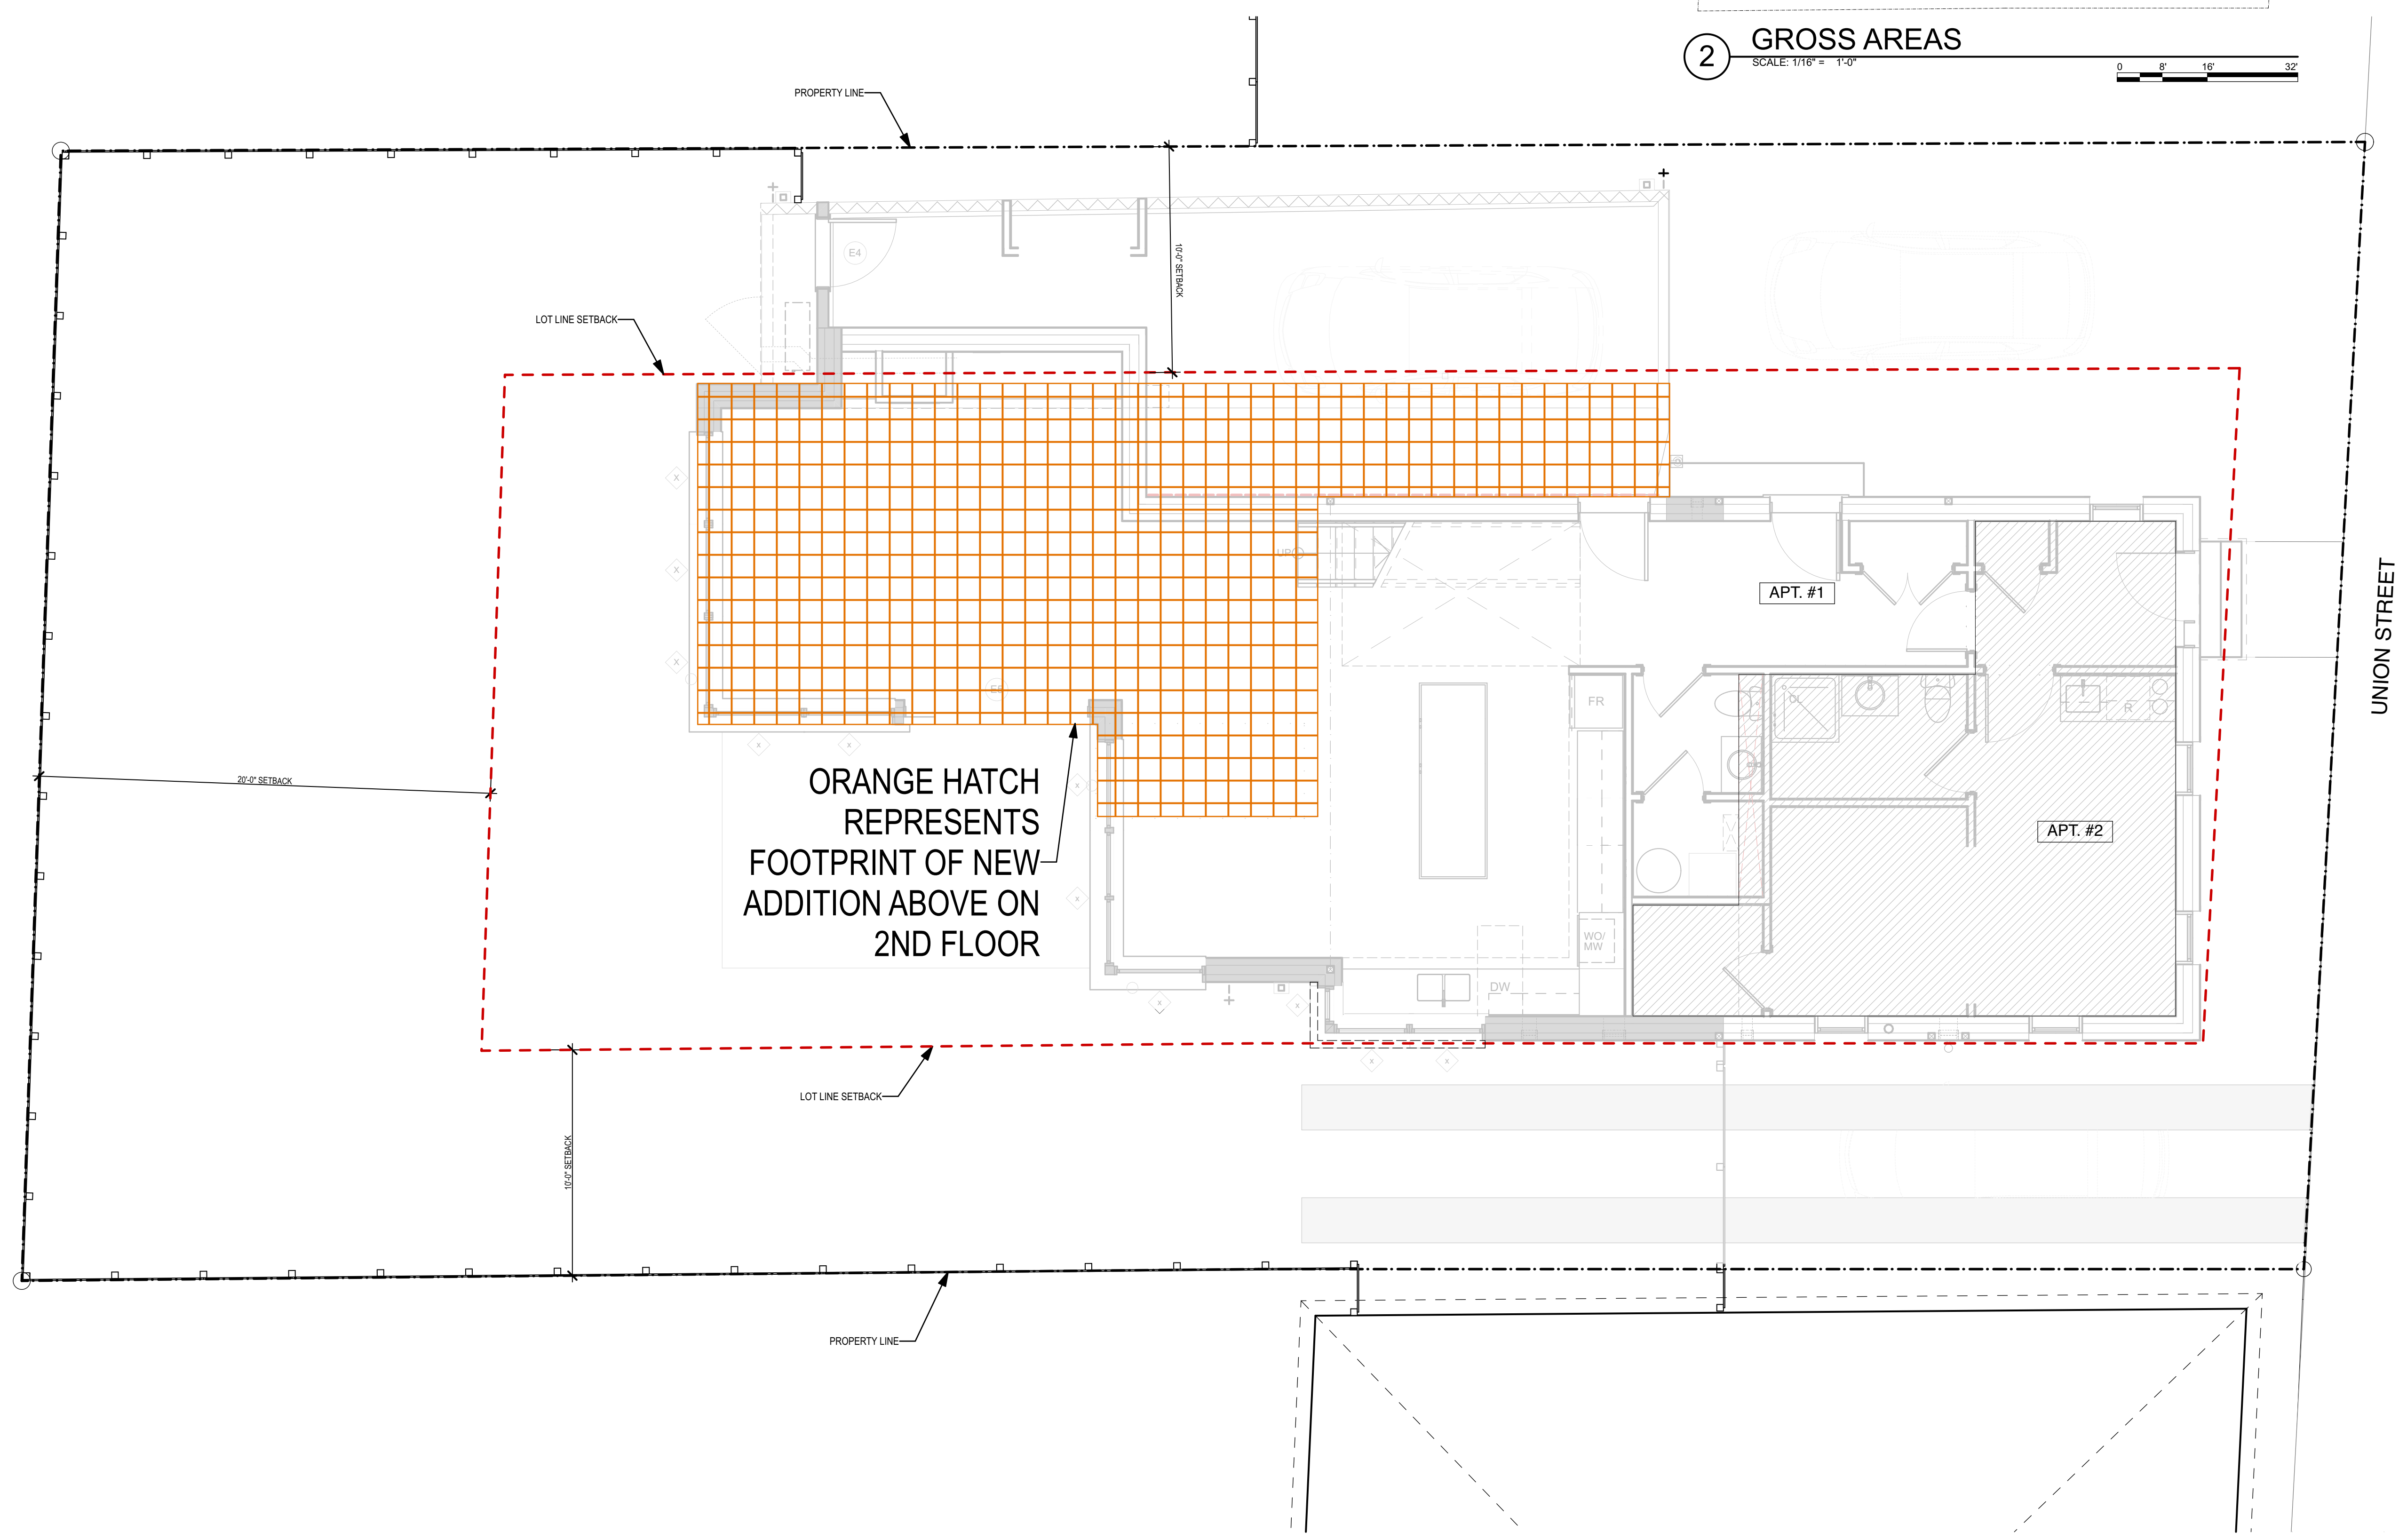 2
GROSS AREAS
SCALE: 1/16" = 1'-0"
0 8' 16' 32'
PROPERTY LINE
10'-0" SETBACK
E4
LOT LINE SETBACK
X
UP
X
APT. #1
UNION STREET
X
E5
FR
R
X
X
20'-0" SETBACK
ORANGE HATCH
REPRESENTS
FOOTPRINT OF NEW
ADDITION ABOVE ON
2ND FLOOR
X
APT. #2
X
WO/
MW
DW
X
X
X
X
LOT LINE SETBACK
10'-0" SETBACK
PROPERTY LINE